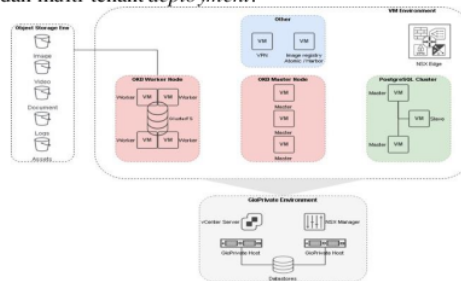 dan multi-tenant deployment.
Object Storage Env
Image
Video
Document
Logs
Assets
VM Environment
Other
VM
VM
VMs
Image registry
NSX Edge
OKD Worker Node
Worker
VM
VM
Worker
GlusterFS
Worker
VM
VM
Worker
OKD Master Node
VM
Master
VM
Master
VM
Master
PostgreSQL Cluster
Master
VM
VM
Slave
Master
VM
GioPrivate Environment
vCenter Server
NSX Manager
GioPrivate Host
GioPrivate Host
Datastores